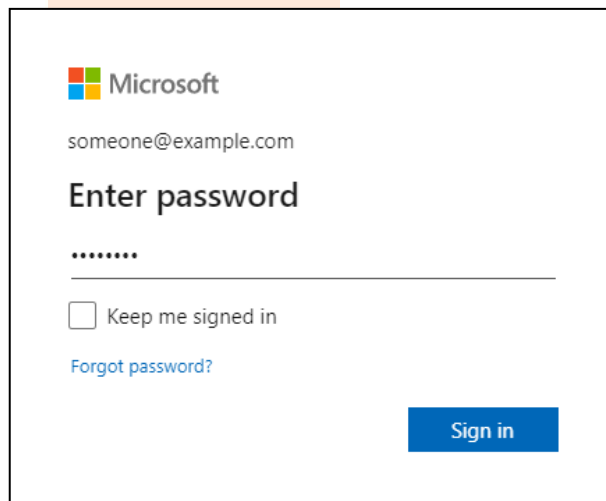 Microsoft
someone@example.com
Enter password
••••••••
Keep me signed in
Forgot password?
Sign in